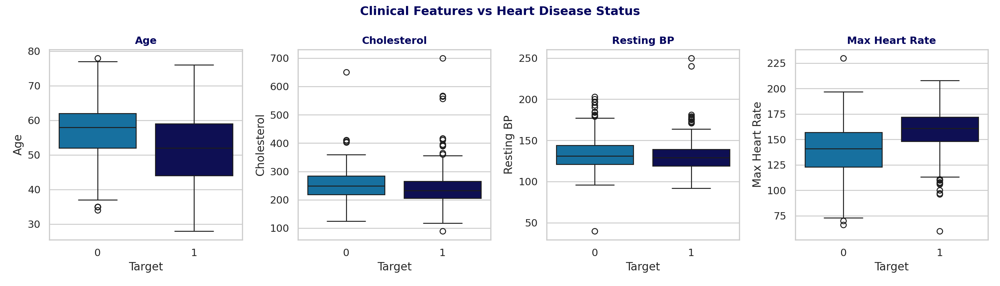 Clinical Features vs Heart Disease Status
Age
Cholesterol
Resting BP
Max Heart Rate
80
70
60
50
40
30
Age
0
1
Target
700
600
500
400
300
200
100
Cholesterol
0
1
Target
250
200
150
100
50
Resting BP
0
1
Target
225
200
175
150
125
100
75
Max Heart Rate
0
1
Target